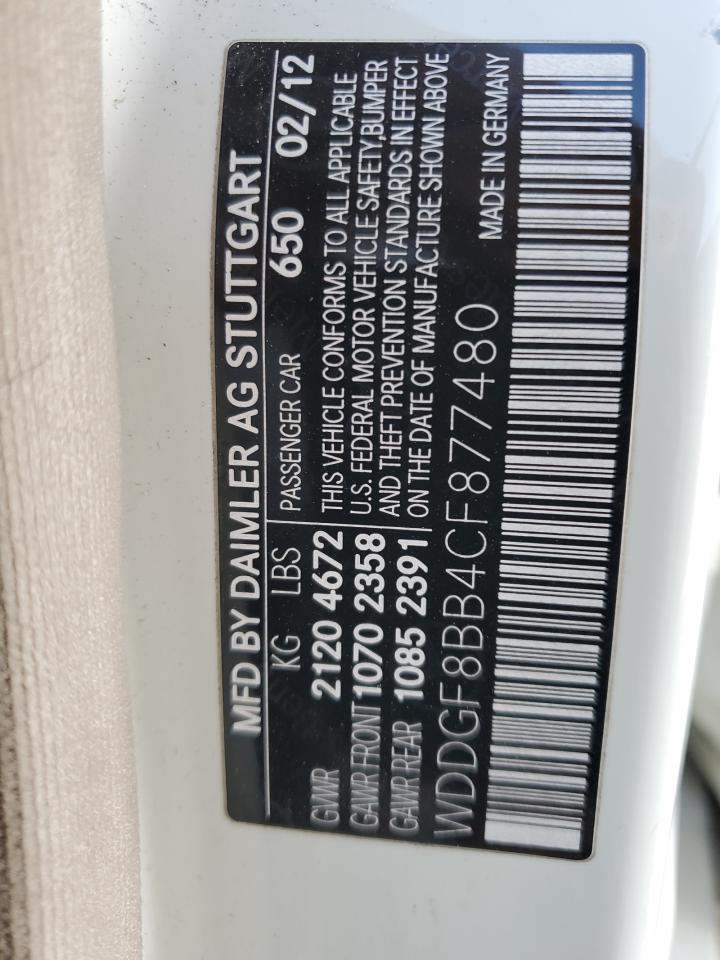 MFD BY DAIMLER AG STUTTGART
KG LBS PASSENGER CAR 650 02/12
GVWR 2120 4672
GAWR FRONT 1070 2358
GAWR REAR 1085 2391
THIS VEHICLE CONFORMS TO ALL APPLICABLE
U.S. FEDERAL MOTOR VEHICLE SAFETY,BUMPER
AND THEFT PREVENTION STANDARDS IN EFFECT
ON THE DATE OF MANUFACTURE SHOWN ABOVE
WDDGF8BB4CF877480 MADE IN GERMANY